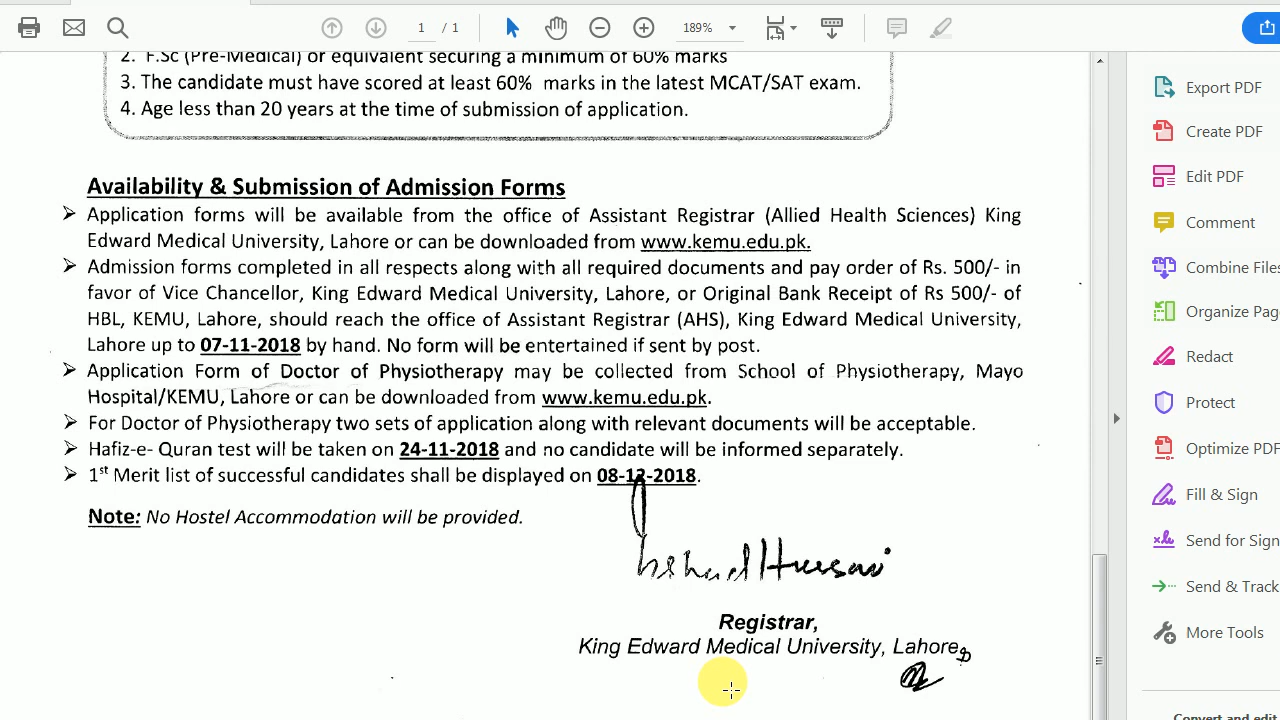 1 / 1
189%
2. F.Sc (Pre-Medical) or equivalent securing a minimum of 60% marks
3. The candidate must have scored at least 60% marks in the latest MCAT/SAT exam.
4. Age less than 20 years at the time of submission of application.
Availability & Submission of Admission Forms
➢ Application forms will be available from the office of Assistant Registrar (Allied Health Sciences) King
Edward Medical University, Lahore or can be downloaded from www.kemu.edu.pk.
➢ Admission forms completed in all respects along with all required documents and pay order of Rs. 500/- in
favor of Vice Chancellor, King Edward Medical University, Lahore, or Original Bank Receipt of Rs 500/- of
HBL, KEMU, Lahore, should reach the office of Assistant Registrar (AHS), King Edward Medical University,
Lahore up to 07-11-2018 by hand. No form will be entertained if sent by post.
➢ Application Form of Doctor of Physiotherapy may be collected from School of Physiotherapy, Mayo
Hospital/KEMU, Lahore or can be downloaded from www.kemu.edu.pk.
➢ For Doctor of Physiotherapy two sets of application along with relevant documents will be acceptable.
➢ Hafiz-e- Quran test will be taken on 24-11-2018 and no candidate will be informed separately.
➢ 1st Merit list of successful candidates shall be displayed on 08-12-2018.
Note: No Hostel Accommodation will be provided.
Registrar,
King Edward Medical University, Lahore
Export PDF
Create PDF
Edit PDF
Comment
Combine Files
Organize Pag
Redact
Protect
Optimize PDF
Fill & Sign
Send for Sign
Send & Track
More Tools
Convert and edit